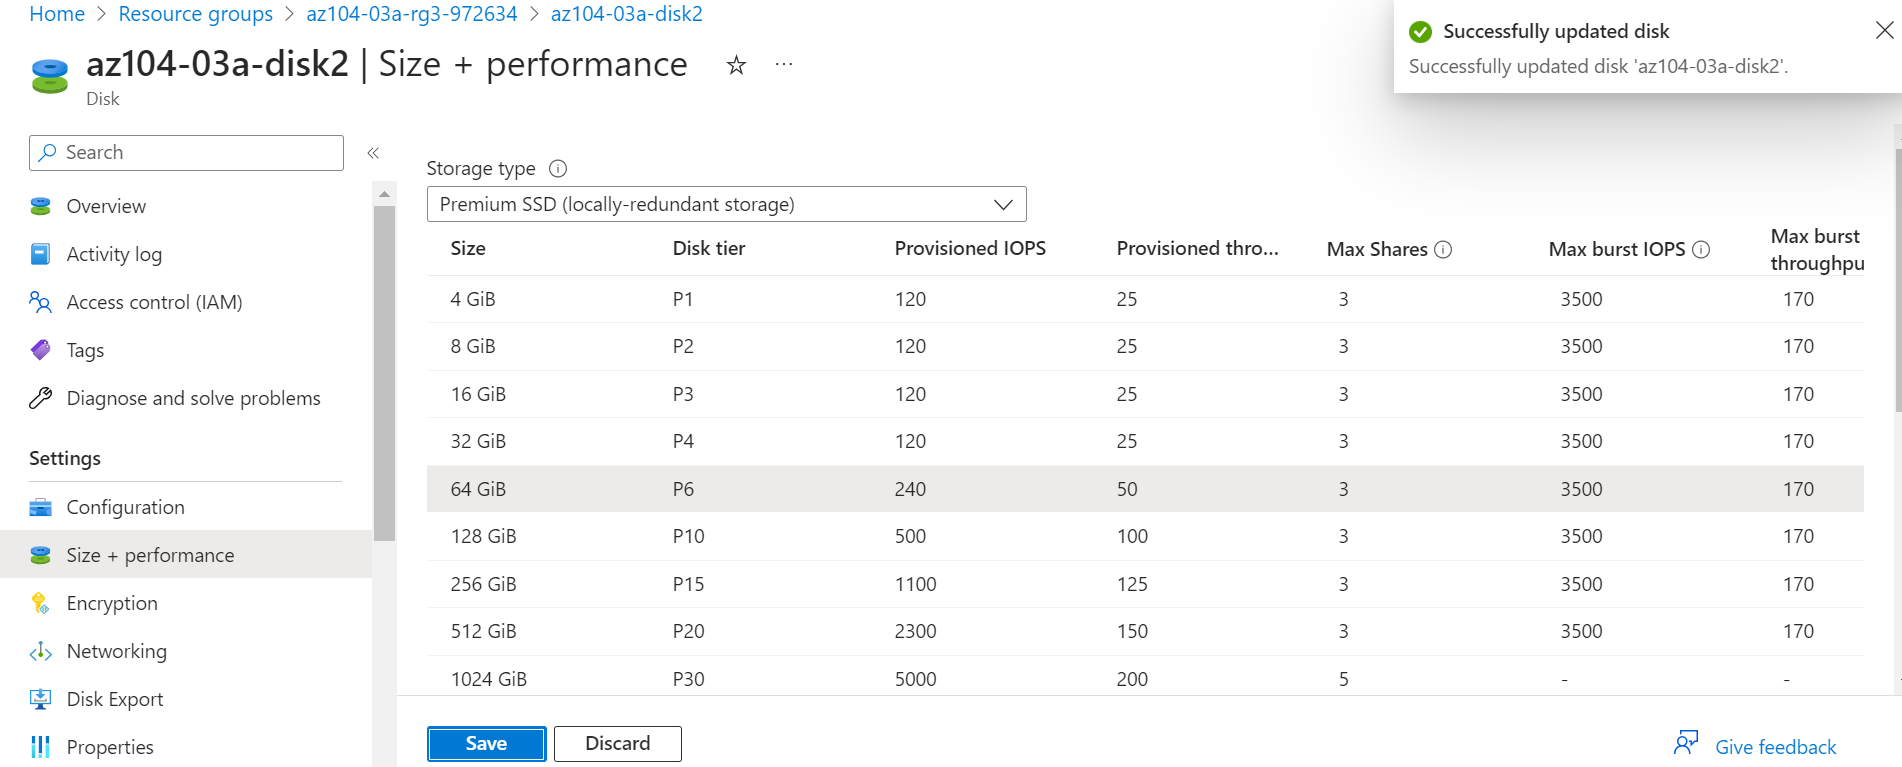 Home > Resource groups > az104-03a-rg3-972634 > az104-03a-disk2
az104-03a-disk2 | Size + performance
Disk
Successfully updated disk
Successfully updated disk 'az104-03a-disk2'.
Search
Overview
Activity log
Access control (IAM)
Tags
Diagnose and solve problems
Settings
Configuration
Size + performance
Encryption
Networking
Disk Export
Properties
Storage type
Premium SSD (locally-redundant storage)
Size Disk tier Provisioned IOPS Provisioned thro... Max Shares Max burst IOPS Max burst throughpu
4 GiB P1 120 25 3 3500 170
8 GiB P2 120 25 3 3500 170
16 GiB P3 120 25 3 3500 170
32 GiB P4 120 25 3 3500 170
64 GiB P6 240 50 3 3500 170
128 GiB P10 500 100 3 3500 170
256 GiB P15 1100 125 3 3500 170
512 GiB P20 2300 150 3 3500 170
1024 GiB P30 5000 200 5 - -
Save Discard
Give feedback